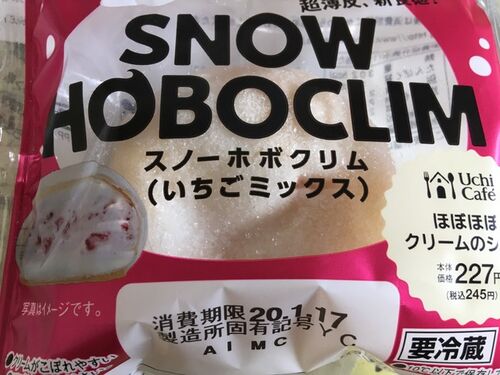 超薄皮、新食感!
SNOW
HOBOCLIM
スノーホボクリム
(いちごミックス)
Uchi
Café
ほぼほぼ
クリームのシ
本体
価格 227円
(税込245円)
写真はイメージです。
消費期限 20.1.17
製造所固有記号 Y C
AI MC
要冷蔵
●クリームがこぼれやすい